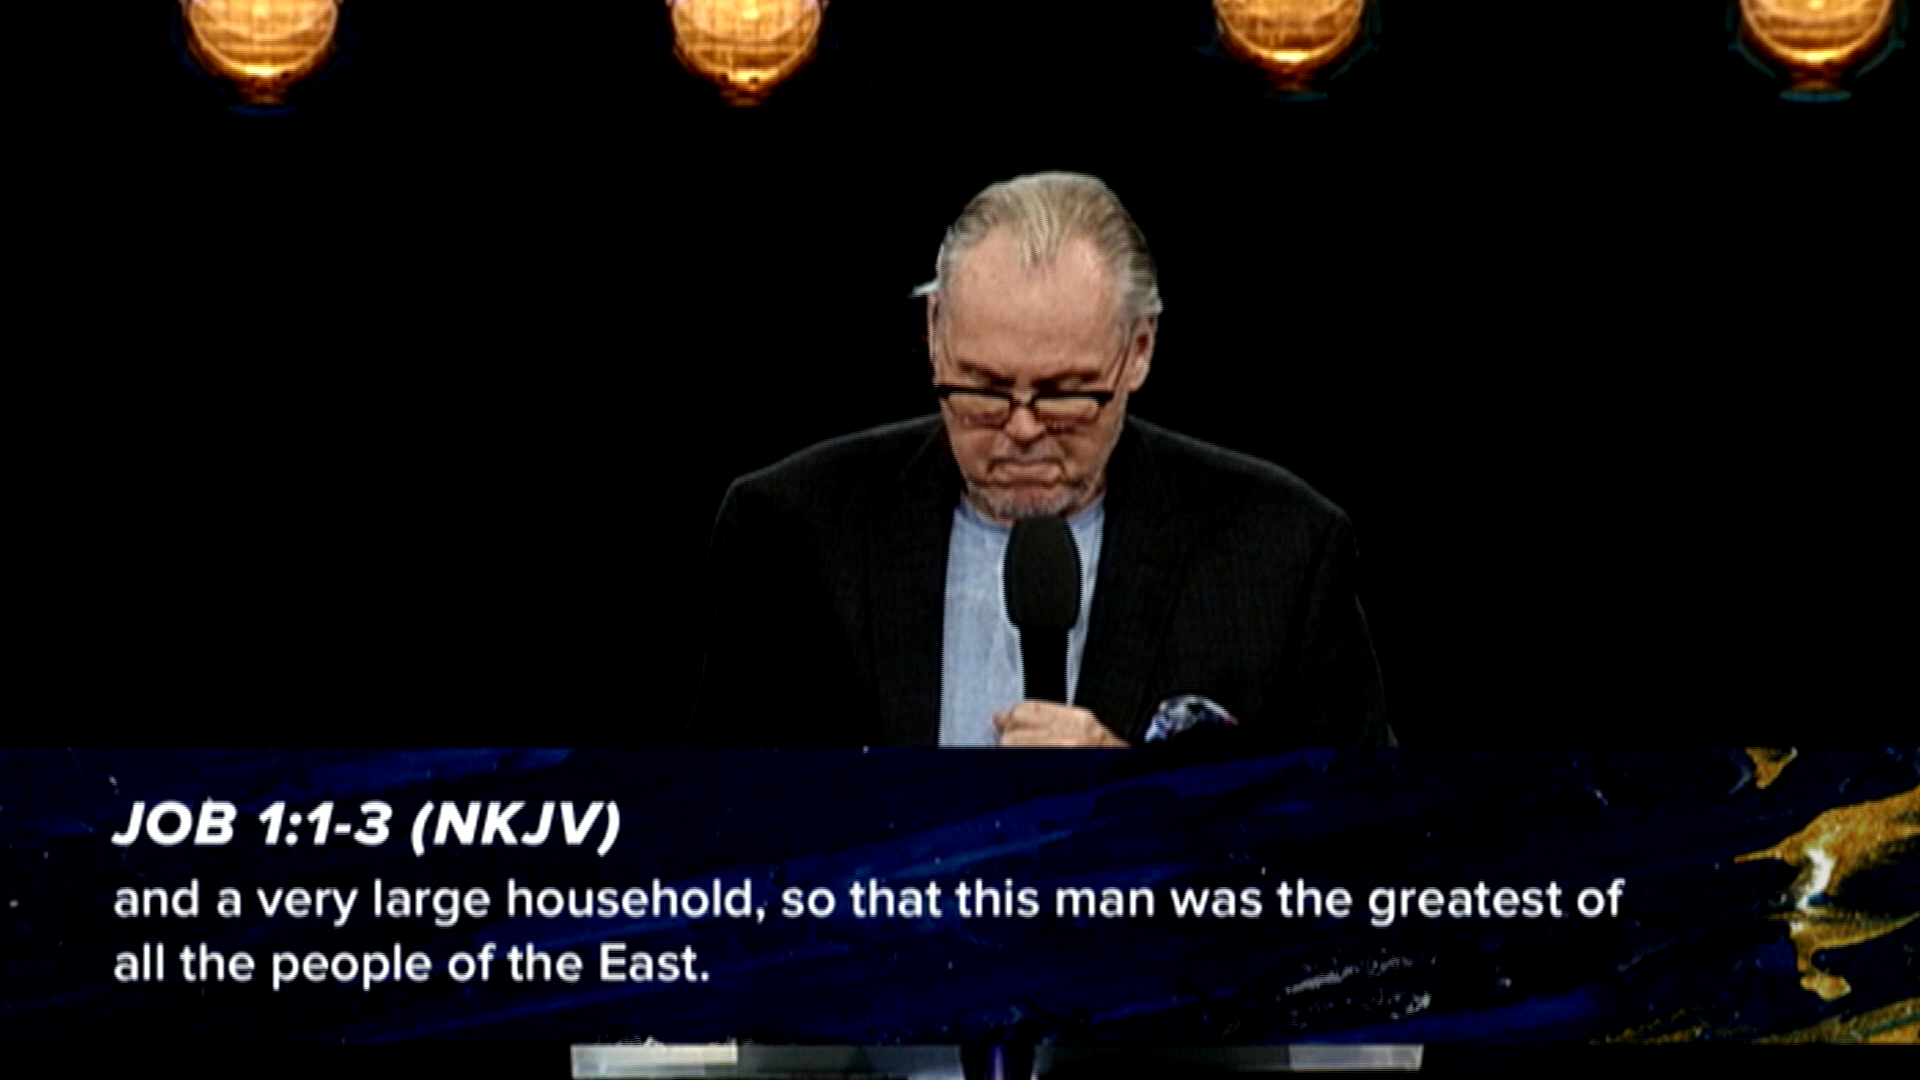 JOB 1:1-3 (NKJV)
and a very large household, so that this man was the greatest of
all the people of the East.